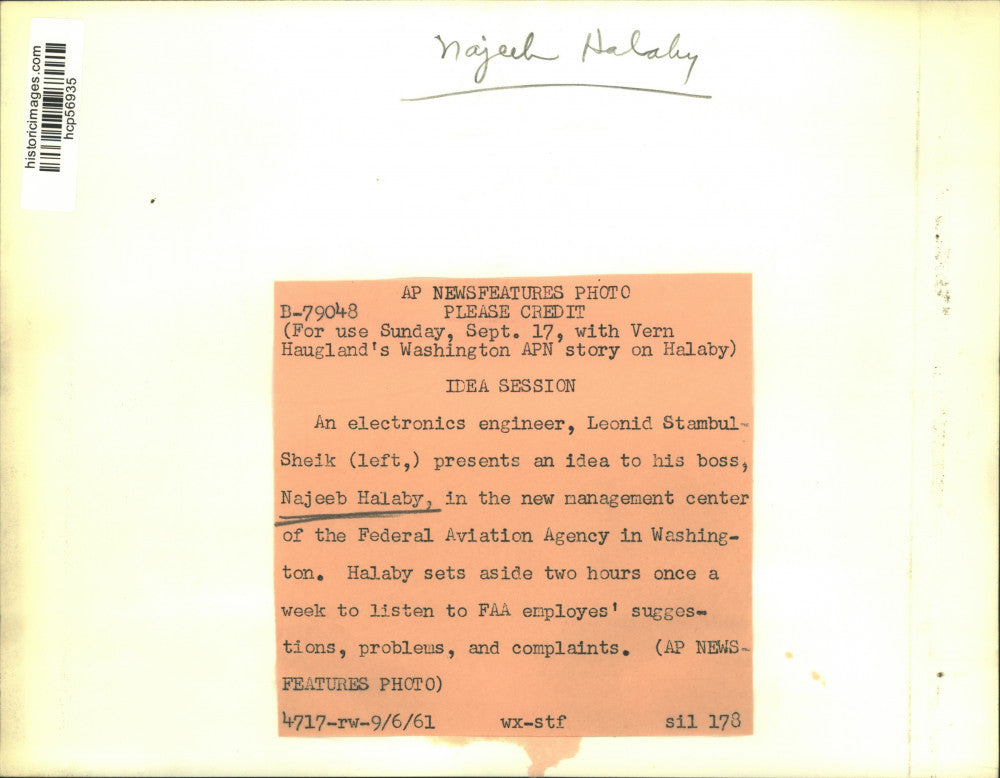 Najeeb Halaby
historicimages.com
hcp56935
AP NEWSFEATURES PHOTO
B-79048 PLEASE CREDIT
(For use Sunday, Sept. 17, with Vern
Haugland's Washington APN story on Halaby)
IDEA SESSION
An electronics engineer, Leonid Stambul-
Sheik (left,) presents an idea to his boss,
Najeeb Halaby, in the new management center
of the Federal Aviation Agency in Washing-
ton. Halaby sets aside two hours once a
week to listen to FAA employes' sugges-
tions, problems, and complaints. (AP NEWS-
FEATURES PHOTO)
4717-rw-9/6/61 wx-stf sil 178